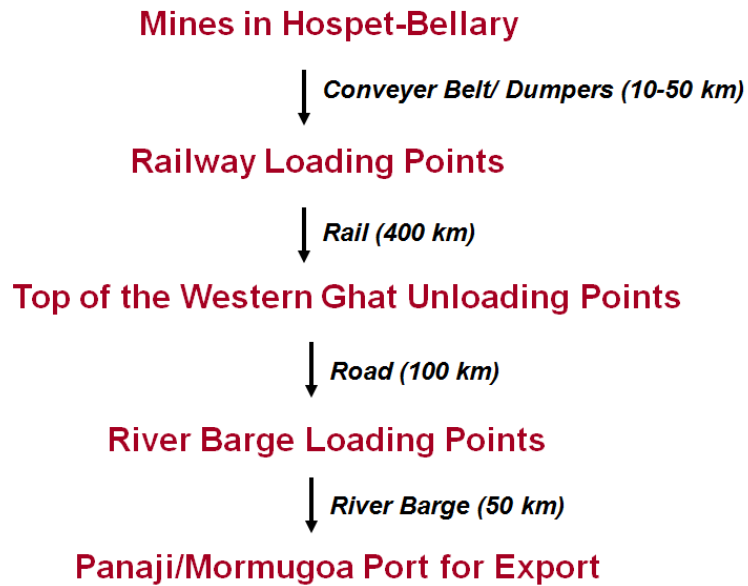 Mines in Hospet-Bellary
Conveyer Belt/ Dumpers (10-50 km)
Railway Loading Points
Rail (400 km)
Top of the Western Ghat Unloading Points
Road (100 km)
River Barge Loading Points
River Barge (50 km)
Panaji/Mormugoa Port for Export